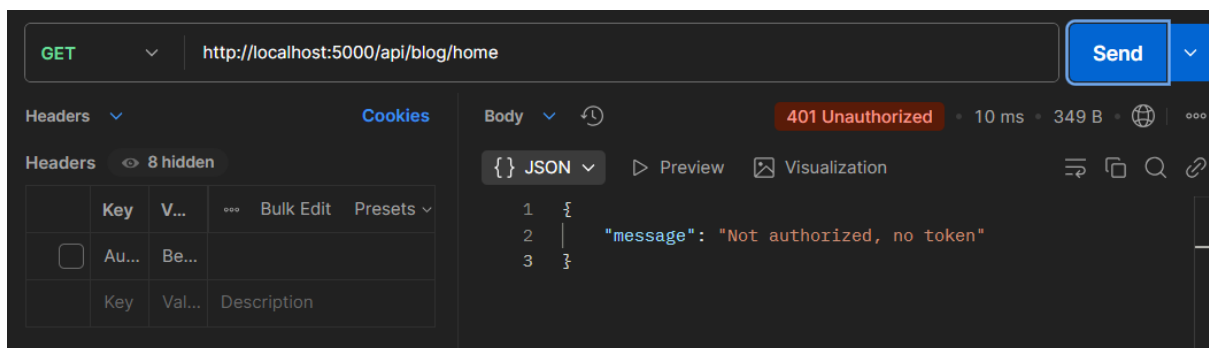 GET http://localhost:5000/api/blog/home Send
Headers Cookies
Body 401 Unauthorized • 10 ms • 349 B
Headers 8 hidden
{} JSON Preview Visualization
Key V... Bulk Edit Presets
Au... Be...
Key Val... Description
1 {
2 "message": "Not authorized, no token"
3 }